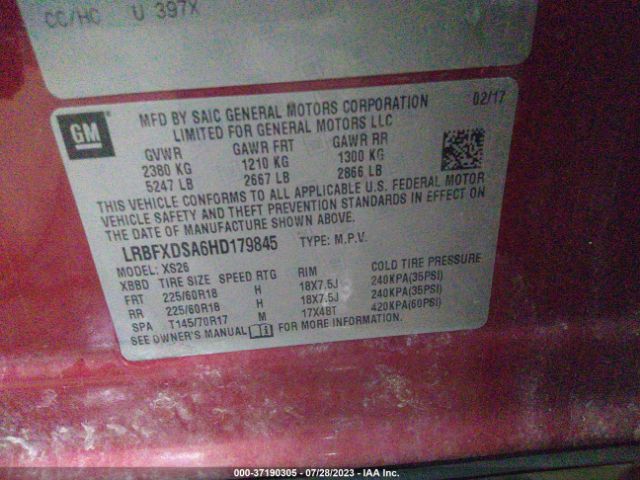 CC/HC U 397X
GM
MFD BY SAIC GENERAL MOTORS CORPORATION 02/17
LIMITED FOR GENERAL MOTORS LLC
GVWR GAWR FRT GAWR RR
2380 KG 1210 KG 1300 KG
5247 LB 2667 LB 2866 LB
THIS VEHICLE CONFORMS TO ALL APPLICABLE U.S. FEDERAL MOTOR
VEHICLE SAFETY AND THEFT PREVENTION STANDARDS IN EFFECT ON
THE DATE OF MANUFACTURE SHOWN ABOVE.
LRBFXDSA6HD179845 TYPE: M.P.V.
MODEL: XS26
XBBD TIRE SIZE SPEED RTG RIM COLD TIRE PRESSURE
FRT 225/60R18 H 18X7.5J 240KPA(35PSI)
RR 225/60R18 H 18X7.5J 240KPA(35PSI)
SPA T145/70R17 M 17X4BT 420KPA(60PSI)
SEE OWNER'S MANUAL FOR MORE INFORMATION.
000-37190305 - 07/28/2023 - IAA Inc.